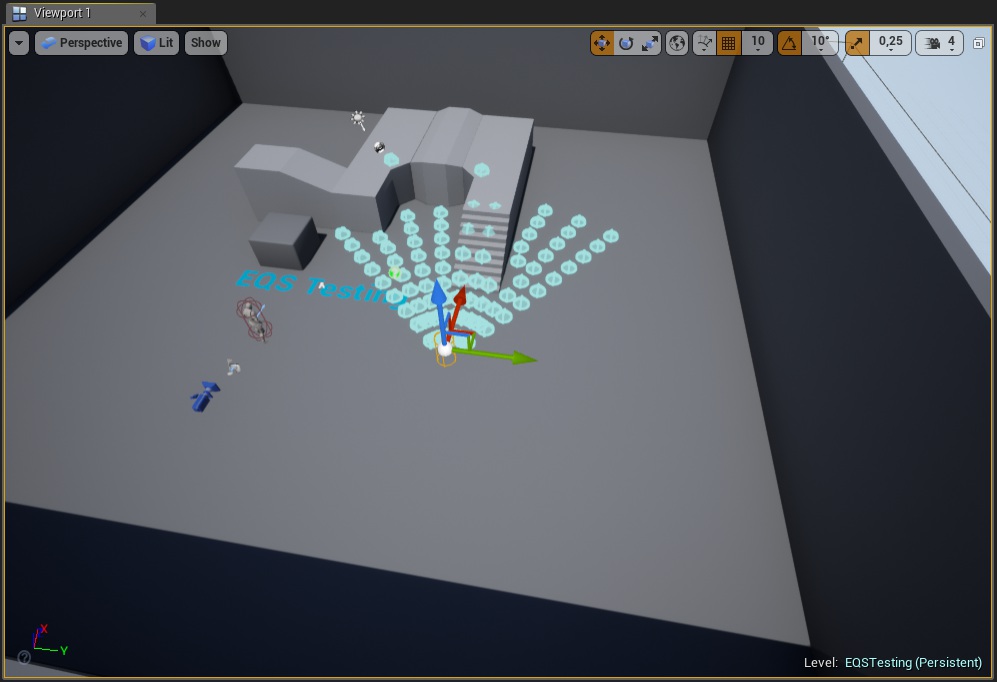 Viewport 1
Perspective
Lit
Show
10
10°
0,25
4
EQS Testing
X
Y
Level: EQSTesting (Persistent)